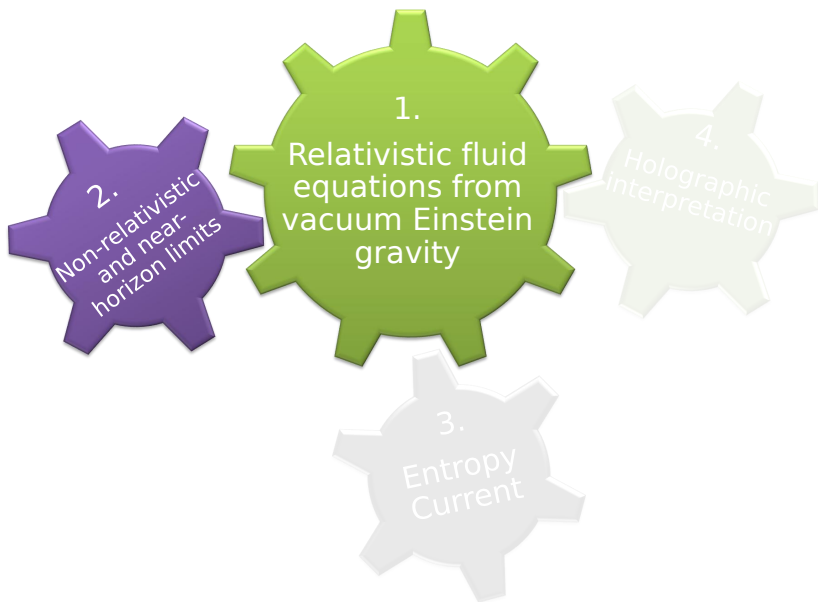 1.
Relativistic fluid
equations from
vacuum Einstein
gravity
2.
Non-relativistic
and near-
horizon limits
3.
Entropy
Current
4.
Holographic
interpretation